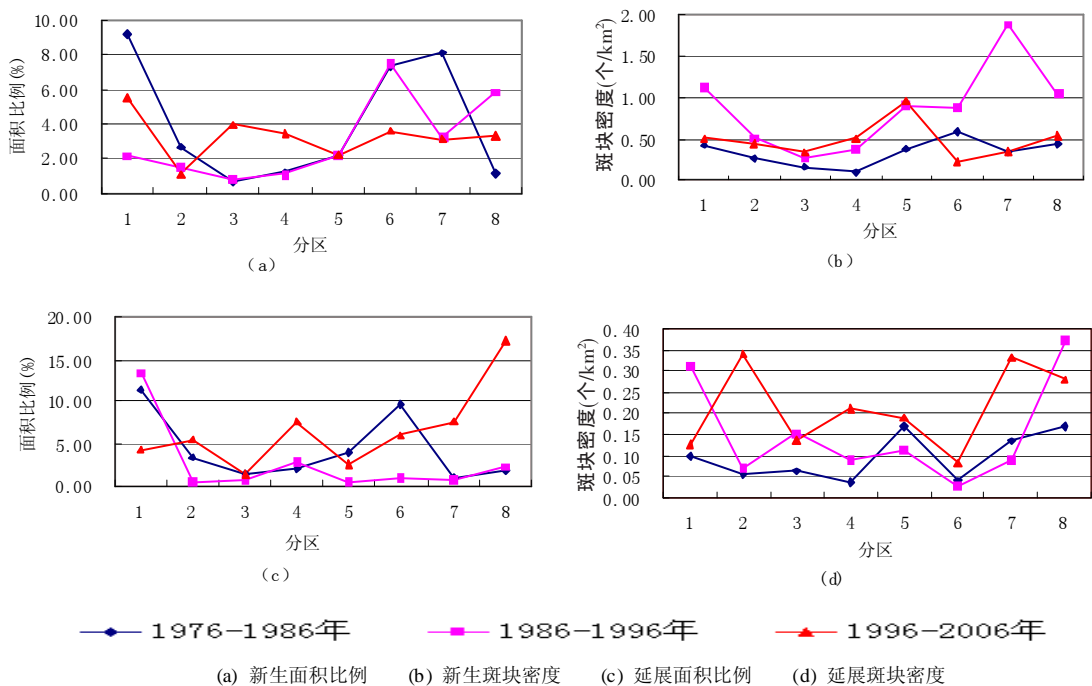 10.00
8.00
6.00
4.00
2.00
0.00
面积比例(%)
1 2 3 4 5 6 7 8
分区
（a）
2.00
1.50
1.00
0.50
0.00
斑块密度(个/km²)
1 2 3 4 5 6 7 8
分区
（b）
20.00
15.00
10.00
5.00
0.00
面积比例(%)
1 2 3 4 5 6 7 8
分区
（c）
0.40
0.35
0.30
0.25
0.20
0.15
0.10
0.05
0.00
斑块密度(个/km²)
1 2 3 4 5 6 7 8
分区
(d)
1976-1986年 1986-1996年 1996-2006年
(a) 新生面积比例 (b) 新生斑块密度 (c) 延展面积比例 (d) 延展斑块密度